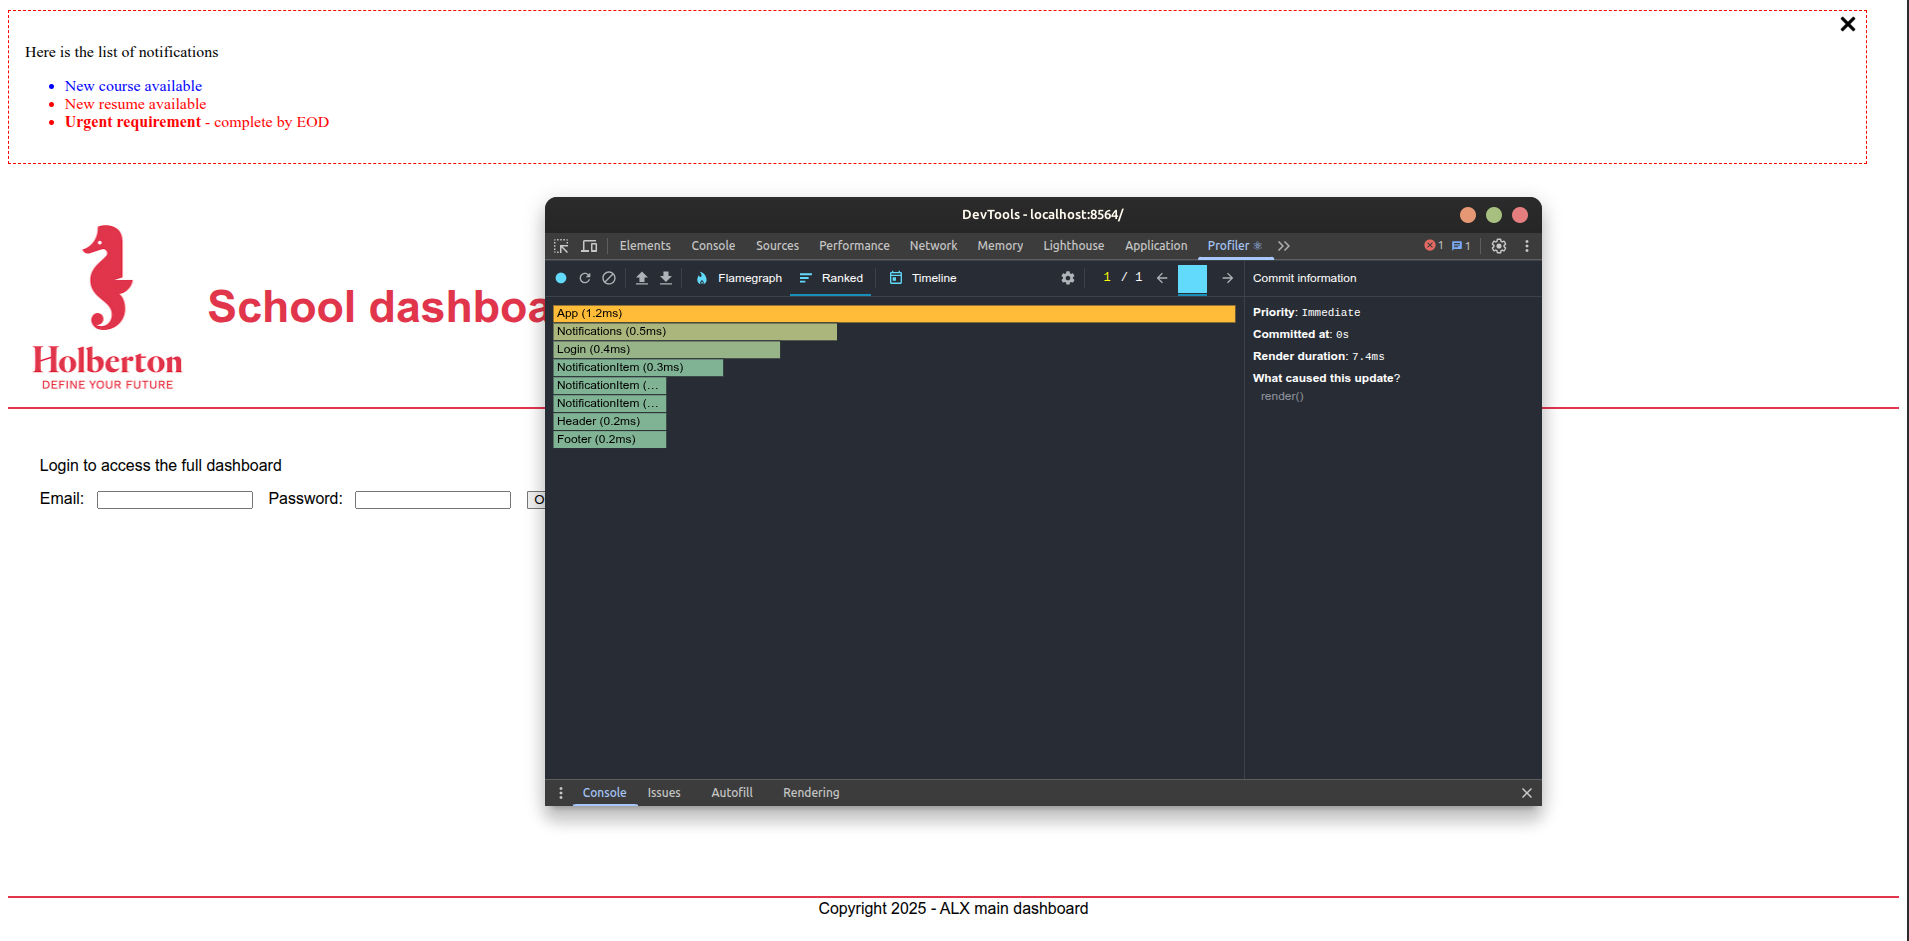 Here is the list of notifications
New course available
New resume available
Urgent requirement - complete by EOD
Holberton
DEFINE YOUR FUTURE
School dashboa
Login to access the full dashboard
Email:
Password:
O
DevTools - localhost:8564/
Elements Console Sources Performance Network Memory Lighthouse Application Profiler 1 1
Flamegraph Ranked Timeline 1 / 1 Commit information
App (1.2ms)
Notifications (0.5ms)
Login (0.4ms)
NotificationItem (0.3ms)
NotificationItem (...
NotificationItem (...
Header (0.2ms)
Footer (0.2ms)
Priority: Immediate
Committed at: 0s
Render duration: 7.4ms
What caused this update?
render()
Console Issues Autofill Rendering
Copyright 2025 - ALX main dashboard